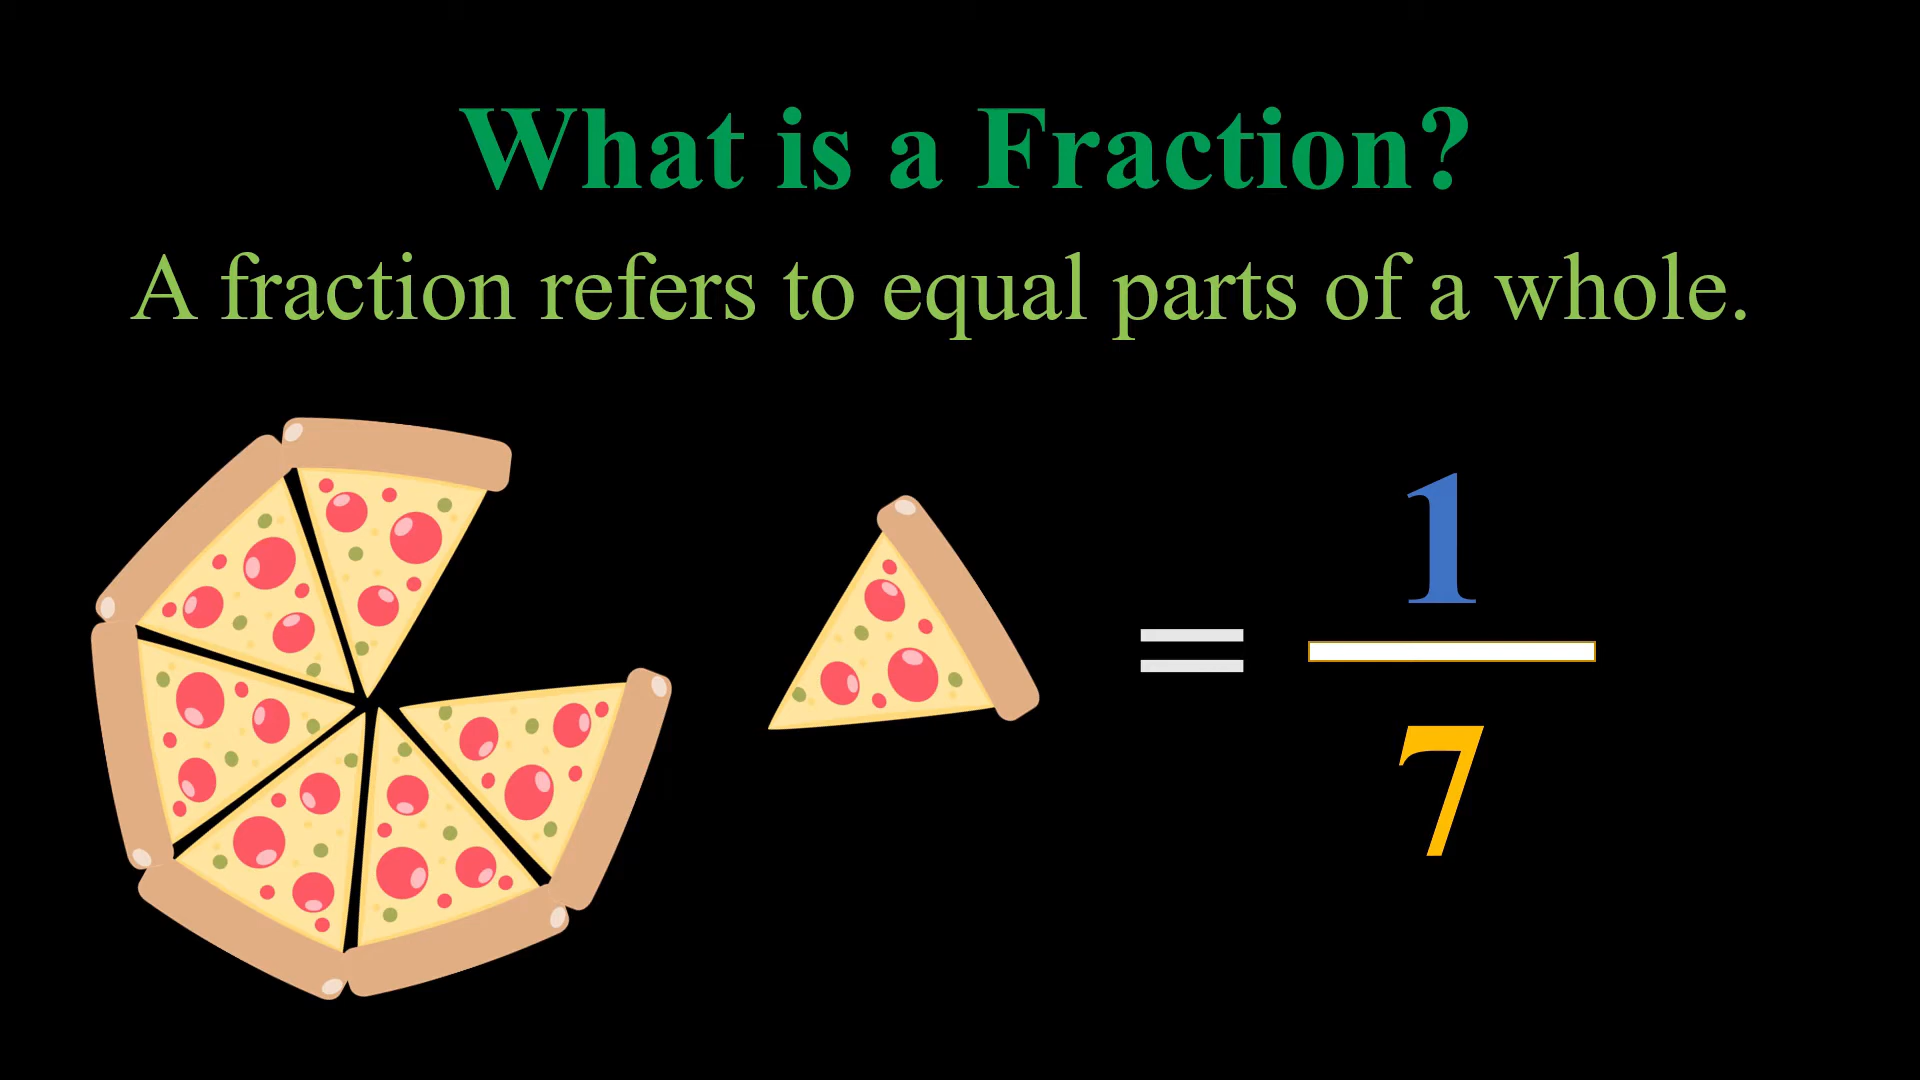 What is a Fraction?
A fraction refers to equal parts of a whole.
1
=
7